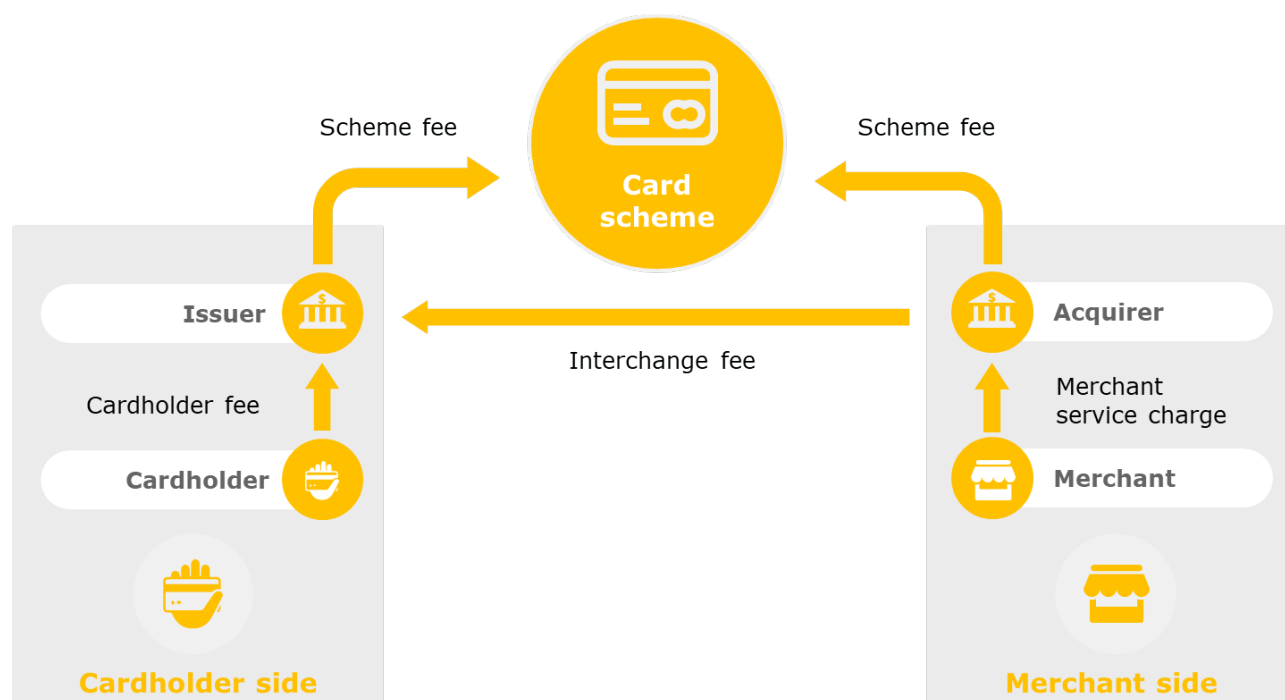 Scheme fee
Scheme fee
Card
scheme
Issuer
Acquirer
Interchange fee
Cardholder fee
Merchant
service charge
Cardholder
Merchant
Cardholder side
Merchant side